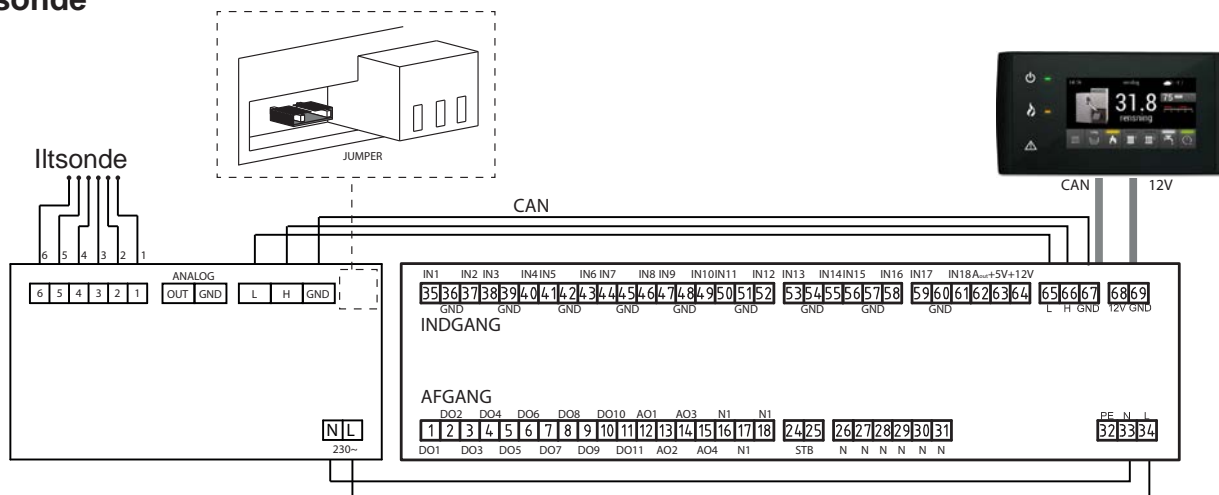 sonde
JUMPER
Iltsonde
CAN 12V
31.8
rensning
CAN
6 5 4 3 2 1
ANALOG
6 5 4 3 2 1 OUT GND L H GND
N L
230~
IN1 IN2 IN3 IN4 IN5 IN6 IN7 IN8 IN9 IN10 IN11 IN12 IN13 IN14 IN15 IN16 IN17 IN18 Aout +5V +12V
35 36 37 38 39 40 41 42 43 44 45 46 47 48 49 50 51 52 53 54 55 56 57 58 59 60 61 62 63 64 65 66 67 68 69
GND GND GND GND GND GND GND GND GND L H GND 12V GND
INDGANG
AFGANG
DO2 DO4 DO6 DO8 DO10 AO1 AO3 N1 N1 PE N L
1 2 3 4 5 6 7 8 9 10 11 12 13 14 15 16 17 18 24 25 26 27 28 29 30 31 32 33 34
DO1 DO3 DO5 DO7 DO9 DO11 AO2 AO4 N1 STB N N N N N N